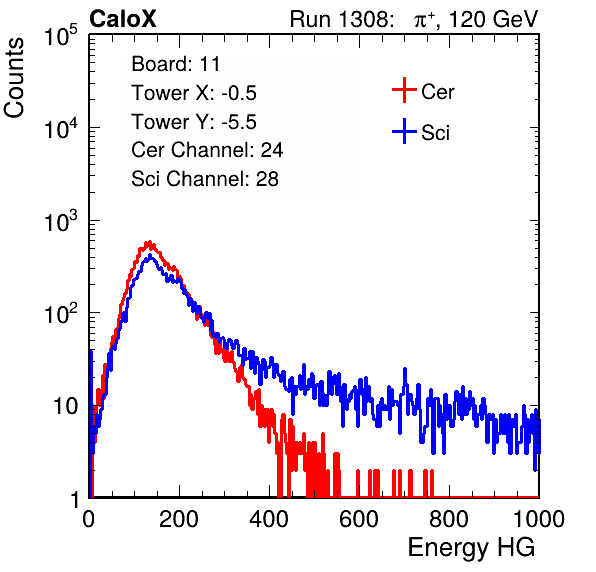 CaloX Run 1308: π⁺, 120 GeV
Board: 11
Tower X: -0.5
Tower Y: -5.5
Cer Channel: 24
Sci Channel: 28
Cer
Sci
Counts
10⁵
10⁴
10³
10²
10
1
0 200 400 600 800 1000
Energy HG